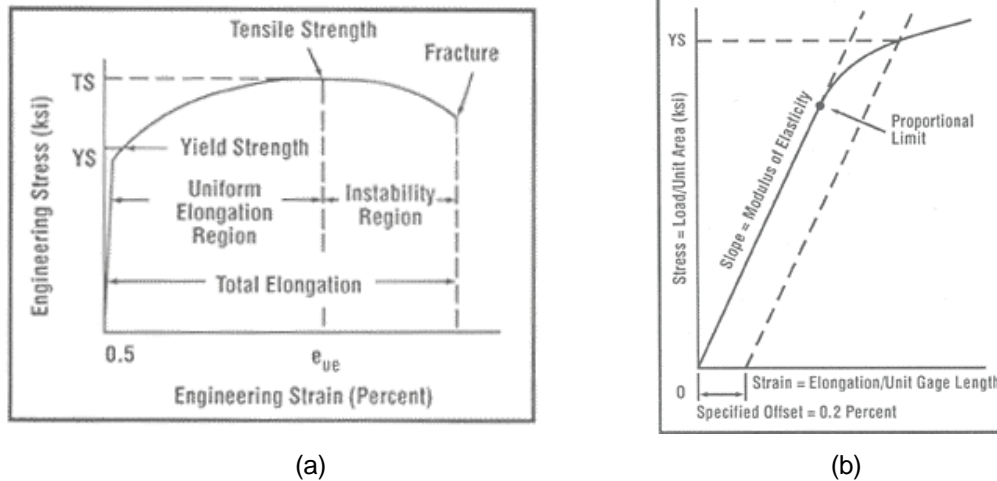 Tensile Strength
Fracture
TS
YS
Yield Strength
Uniform
Elongation
Region
Instability
Region
Total Elongation
Engineering Stress (ksi)
0.5
e_ue
Engineering Strain (Percent)
(a)
YS
Proportional
Limit
Slope = Modulus of Elasticity
Stress = Load/Unit Area (ksi)
0
Strain = Elongation/Unit Gage Length
Specified Offset = 0.2 Percent
(b)